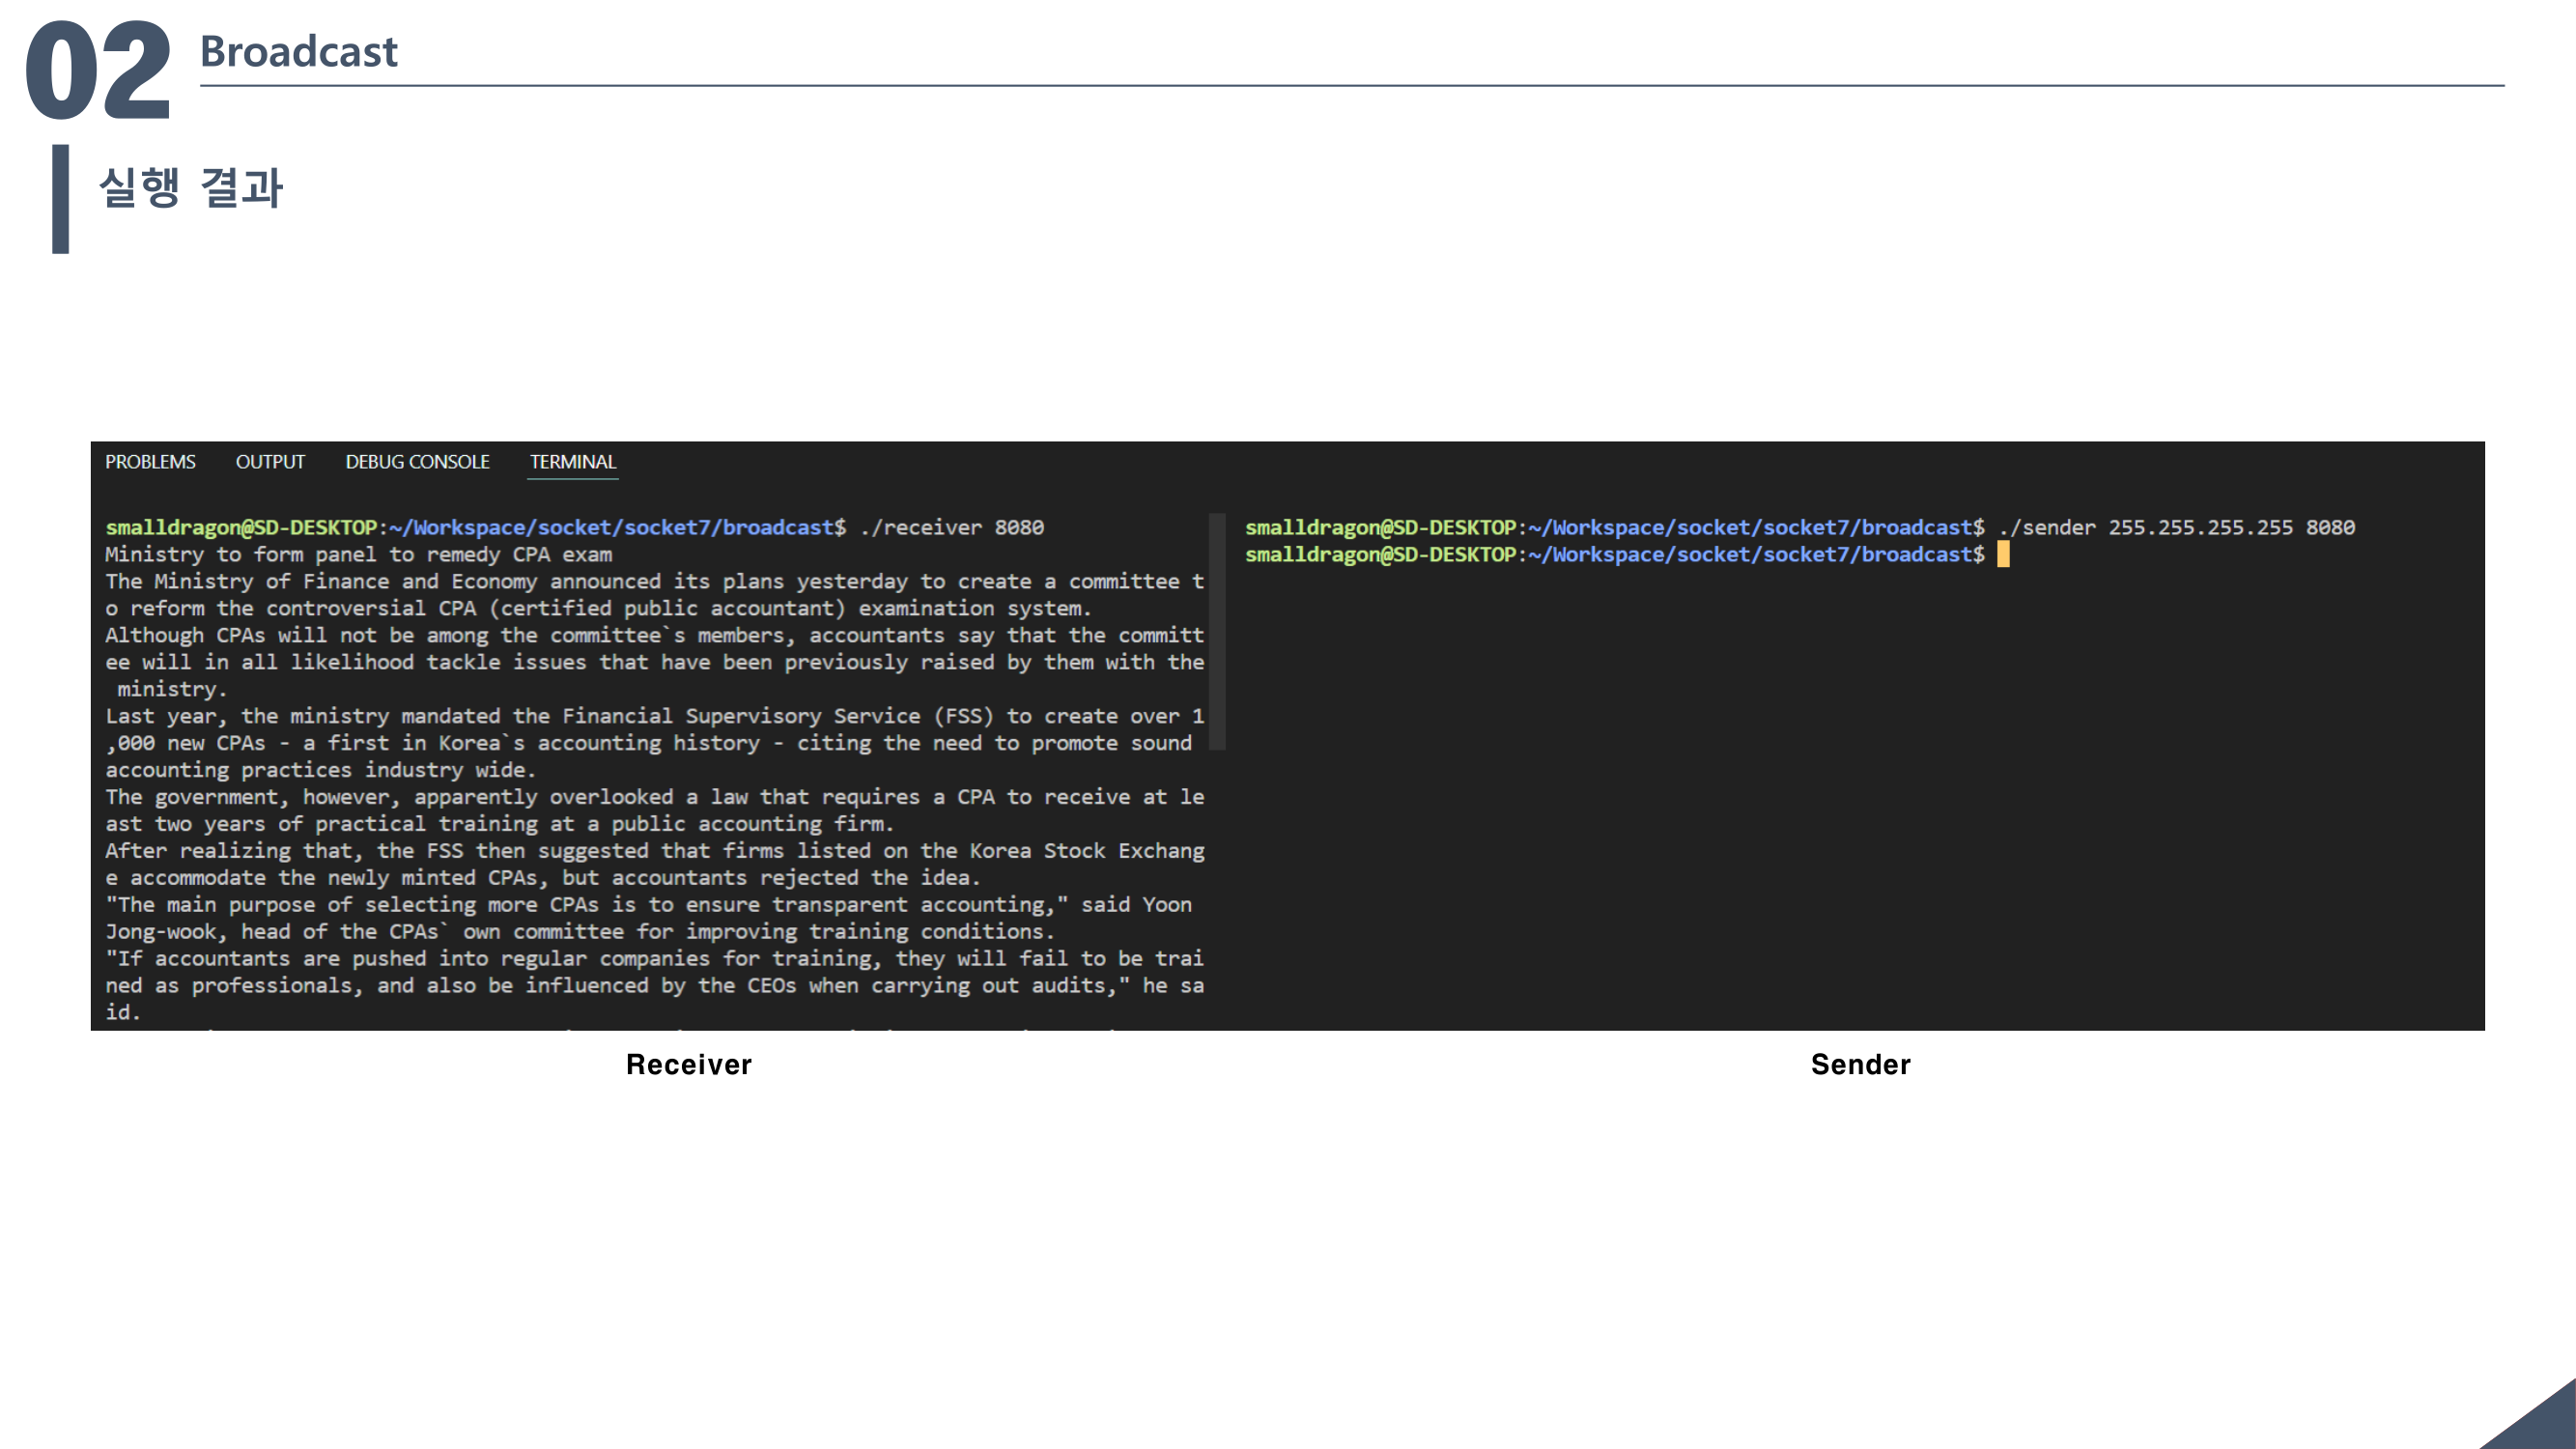 02
Broadcast
실행 결과
PROBLEMS OUTPUT DEBUG CONSOLE TERMINAL
smalldragon@SD-DESKTOP:~/Workspace/socket/socket7/broadcast$ ./receiver 8080
Ministry to form panel to remedy CPA exam
The Ministry of Finance and Economy announced its plans yesterday to create a committee t
o reform the controversial CPA (certified public accountant) examination system.
Although CPAs will not be among the committee`s members, accountants say that the committ
ee will in all likelihood tackle issues that have been previously raised by them with the
 ministry.
Last year, the ministry mandated the Financial Supervisory Service (FSS) to create over 1
,000 new CPAs - a first in Korea`s accounting history - citing the need to promote sound
accounting practices industry wide.
The government, however, apparently overlooked a law that requires a CPA to receive at le
ast two years of practical training at a public accounting firm.
After realizing that, the FSS then suggested that firms listed on the Korea Stock Exchang
e accommodate the newly minted CPAs, but accountants rejected the idea.
"The main purpose of selecting more CPAs is to ensure transparent accounting," said Yoon
Jong-wook, head of the CPAs` own committee for improving training conditions.
"If accountants are pushed into regular companies for training, they will fail to be trai
ned as professionals, and also be influenced by the CEOs when carrying out audits," he sa
id.
smalldragon@SD-DESKTOP:~/Workspace/socket/socket7/broadcast$ ./sender 255.255.255.255 8080
smalldragon@SD-DESKTOP:~/Workspace/socket/socket7/broadcast$
Receiver
Sender